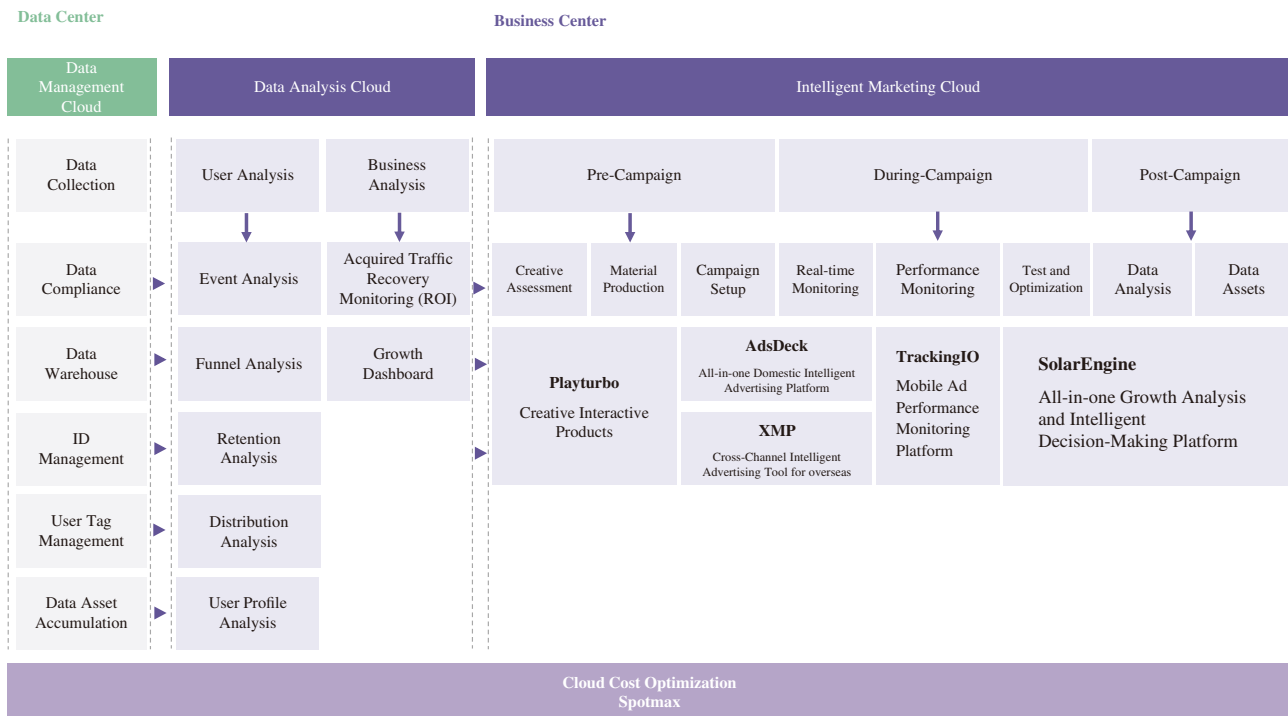 Data Center
Business Center
Data
Management
Cloud
Data Analysis Cloud
Intelligent Marketing Cloud
Data
Collection
User Analysis
Business
Analysis
Pre-Campaign
During-Campaign
Post-Campaign
Data
Compliance
Event Analysis
Acquired Traffic
Recovery
Monitoring (ROI)
Creative
Assessment
Material
Production
Campaign
Setup
Real-time
Monitoring
Performance
Monitoring
Test and
Optimization
Data
Analysis
Data
Assets
Data
Warehouse
Funnel Analysis
Growth
Dashboard
Playturbo
Creative Interactive
Products
AdsDeck
All-in-one Domestic Intelligent
Advertising Platform
XMP
Cross-Channel Intelligent
Advertising Tool for overseas
TrackingIO
Mobile Ad
Performance
Monitoring
Platform
SolarEngine
All-in-one Growth Analysis
and Intelligent
Decision-Making Platform
ID
Management
Retention
Analysis
User Tag
Management
Distribution
Analysis
Data Asset
Accumulation
User Profile
Analysis
Cloud Cost Optimization
Spotmax